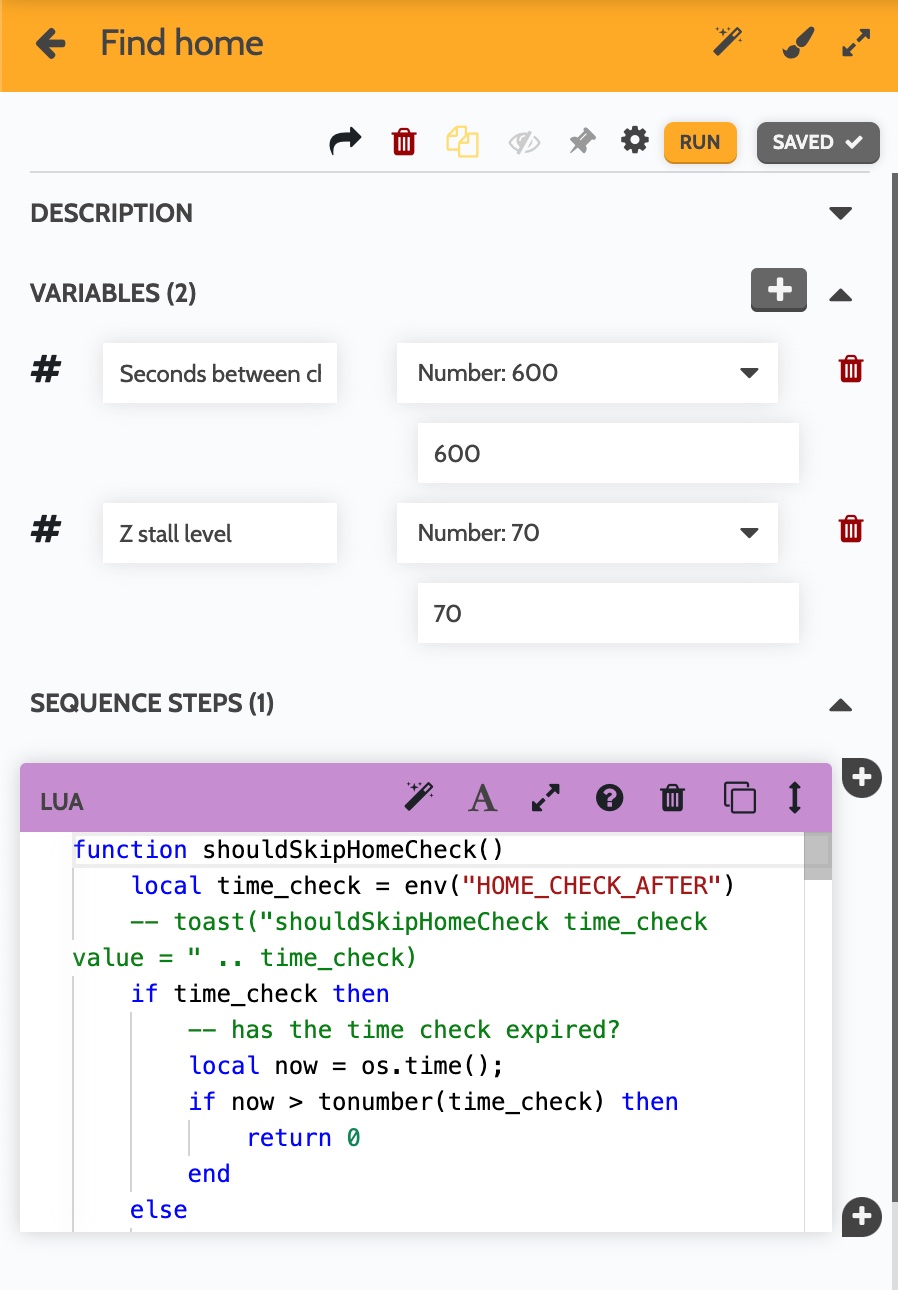 Find home
RUN
SAVED
DESCRIPTION
VARIABLES (2)
Seconds between cl
Number: 600
600
Z stall level
Number: 70
70
SEQUENCE STEPS (1)
LUA
function shouldSkipHomeCheck()
local time_check = env("HOME_CHECK_AFTER")
-- toast("shouldSkipHomeCheck time_check
value = " .. time_check)
if time_check then
-- has the time check expired?
local now = os.time();
if now > tonumber(time_check) then
return 0
end
else